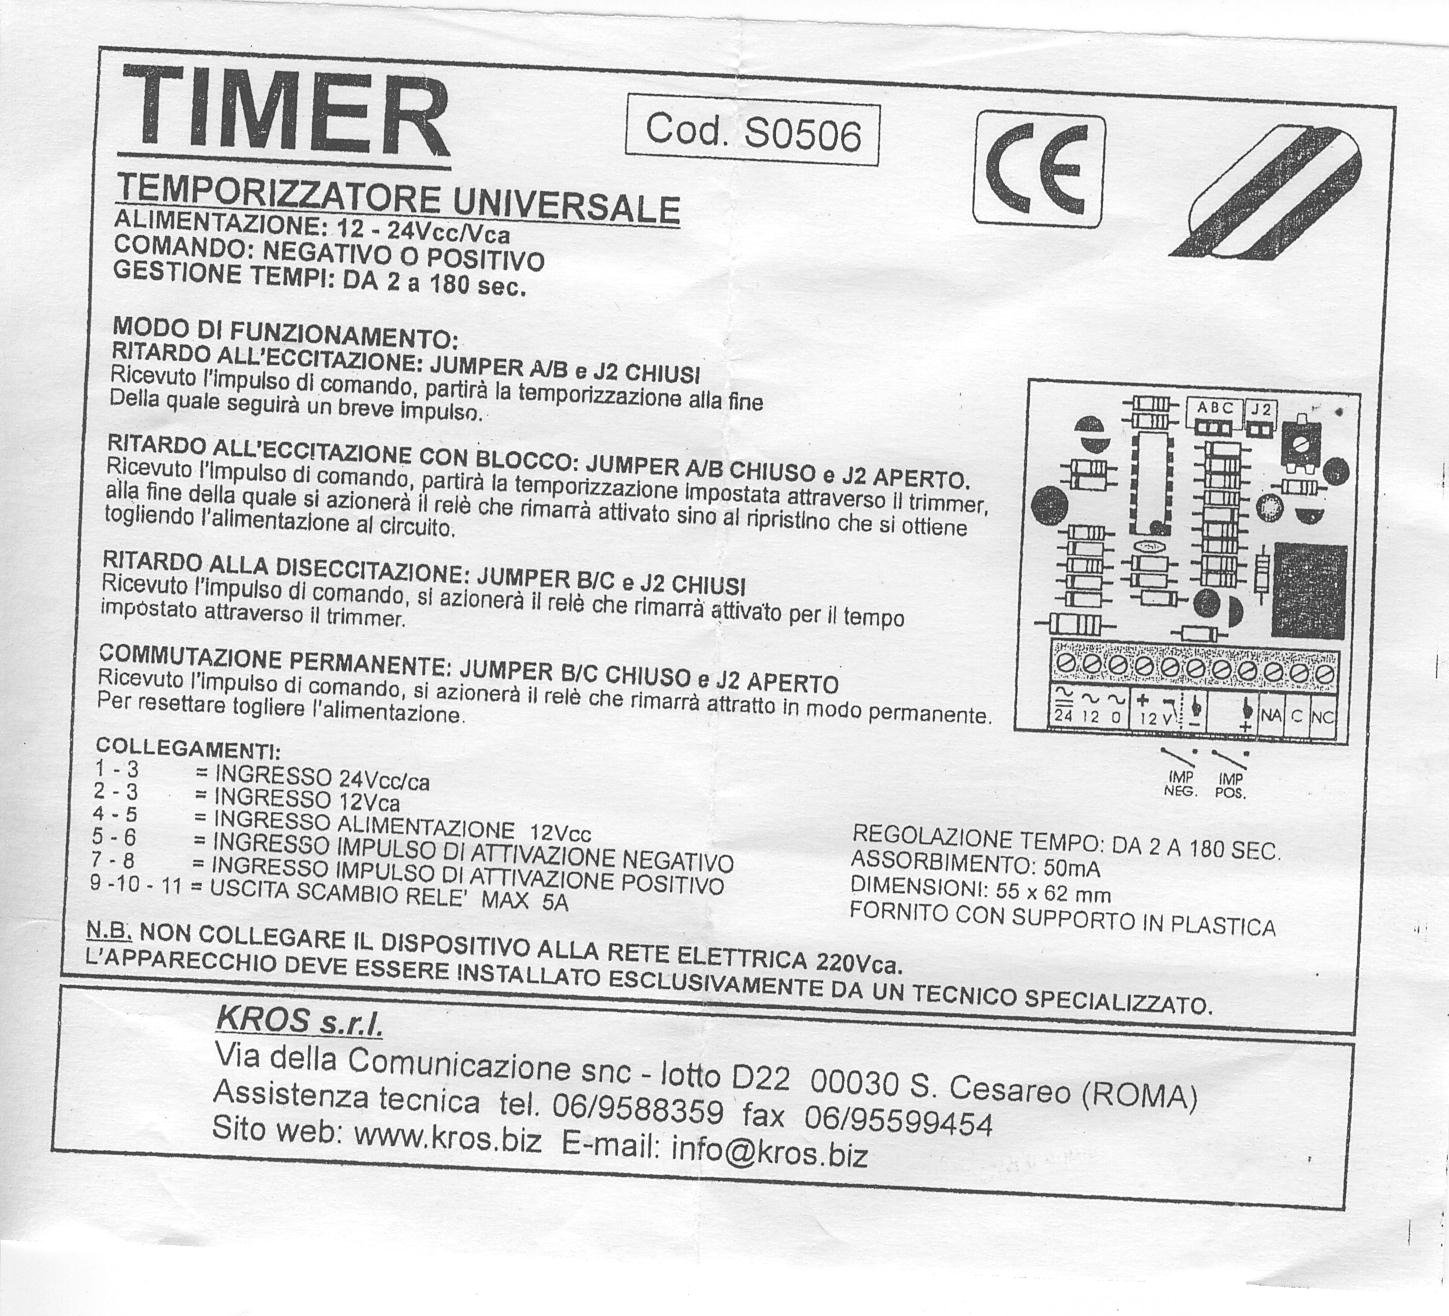 TIMER
Cod. S0506
CE
TEMPORIZZATORE UNIVERSALE
ALIMENTAZIONE: 12 - 24Vcc/Vca
COMANDO: NEGATIVO O POSITIVO
GESTIONE TEMPI: DA 2 a 180 sec.
MODO DI FUNZIONAMENTO:
RITARDO ALL'ECCITAZIONE: JUMPER A/B e J2 CHIUSI
Ricevuto l'impulso di comando, partirà la temporizzazione alla fine
Della quale seguirà un breve impulso.
RITARDO ALL'ECCITAZIONE CON BLOCCO: JUMPER A/B CHIUSO e J2 APERTO.
Ricevuto l'impulso di comando, partirà la temporizzazione impostata attraverso il trimmer,
alla fine della quale si azionerà il relè che rimarrà attivato sino al ripristino che si ottiene
togliendo l'alimentazione al circuito.
RITARDO ALLA DISECCITAZIONE: JUMPER B/C e J2 CHIUSI
Ricevuto l'impulso di comando, si azionerà il relè che rimarrà attivato per il tempo
impostato attraverso il trimmer.
COMMUTAZIONE PERMANENTE: JUMPER B/C CHIUSO e J2 APERTO
Ricevuto l'impulso di comando, si azionerà il relè che rimarrà attratto in modo permanente.
Per resettare togliere l'alimentazione.
A B C J 2
24 12 0 + - 12 V - + NA C NC
IMP NEG.
IMP POS.
COLLEGAMENTI:
1 - 3 = INGRESSO 24Vcc/ca
2 - 3 = INGRESSO 12Vca
4 - 5 = INGRESSO ALIMENTAZIONE 12Vcc
5 - 6 = INGRESSO IMPULSO DI ATTIVAZIONE NEGATIVO
7 - 8 = INGRESSO IMPULSO DI ATTIVAZIONE POSITIVO
9 -10 - 11 = USCITA SCAMBIO RELE' MAX 5A
REGOLAZIONE TEMPO: DA 2 A 180 SEC.
ASSORBIMENTO: 50mA
DIMENSIONI: 55 x 62 mm
FORNITO CON SUPPORTO IN PLASTICA
N.B. NON COLLEGARE IL DISPOSITIVO ALLA RETE ELETTRICA 220Vca.
L'APPARECCHIO DEVE ESSERE INSTALLATO ESCLUSIVAMENTE DA UN TECNICO SPECIALIZZATO.
KROS s.r.l.
Via della Comunicazione snc - lotto D22 00030 S. Cesareo (ROMA)
Assistenza tecnica tel. 06/9588359 fax 06/95599454
Sito web: www.kros.biz E-mail: info@kros.biz